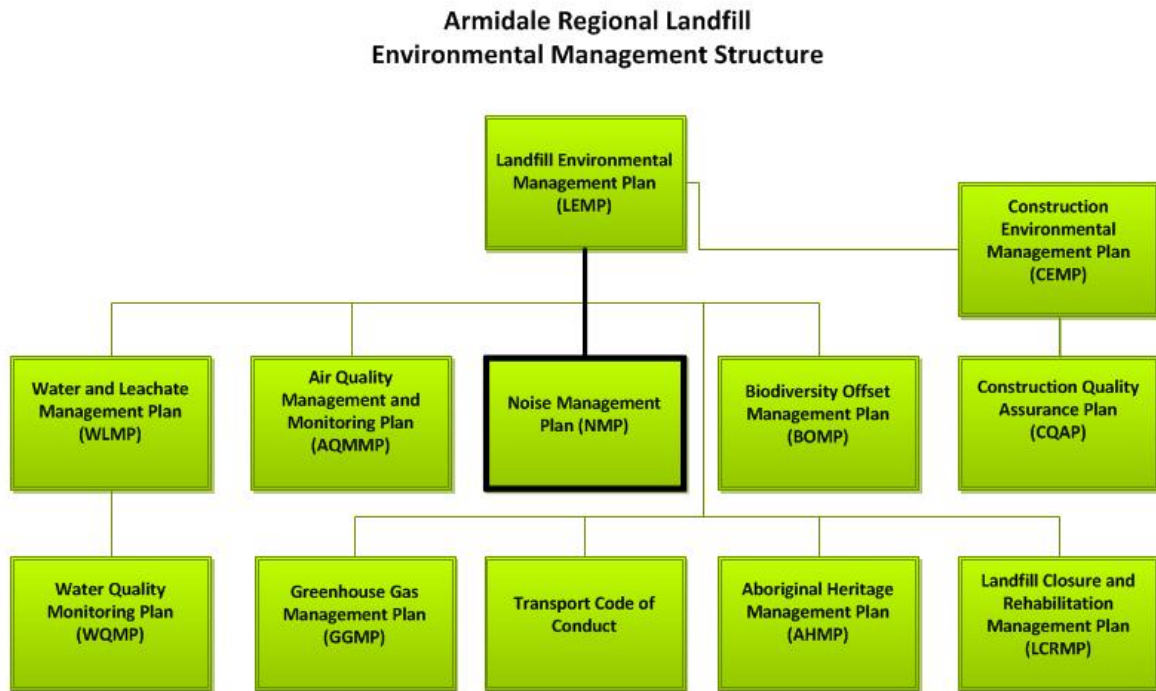 Armidale Regional Landfill
Environmental Management Structure
Landfill Environmental
Management Plan
(LEMP)
Construction
Environmental
Management Plan
(CEMP)
Water and Leachate
Management Plan
(WLMP)
Air Quality
Management and
Monitoring Plan
(AQMMP)
Noise Management
Plan (NMP)
Biodiversity Offset
Management Plan
(BOMP)
Construction Quality
Assurance Plan
(CQAP)
Water Quality
Monitoring Plan
(WQMP)
Greenhouse Gas
Management Plan
(GGMP)
Transport Code of
Conduct
Aboriginal Heritage
Management Plan
(AHMP)
Landfill Closure and
Rehabilitation
Management Plan
(LCRMP)